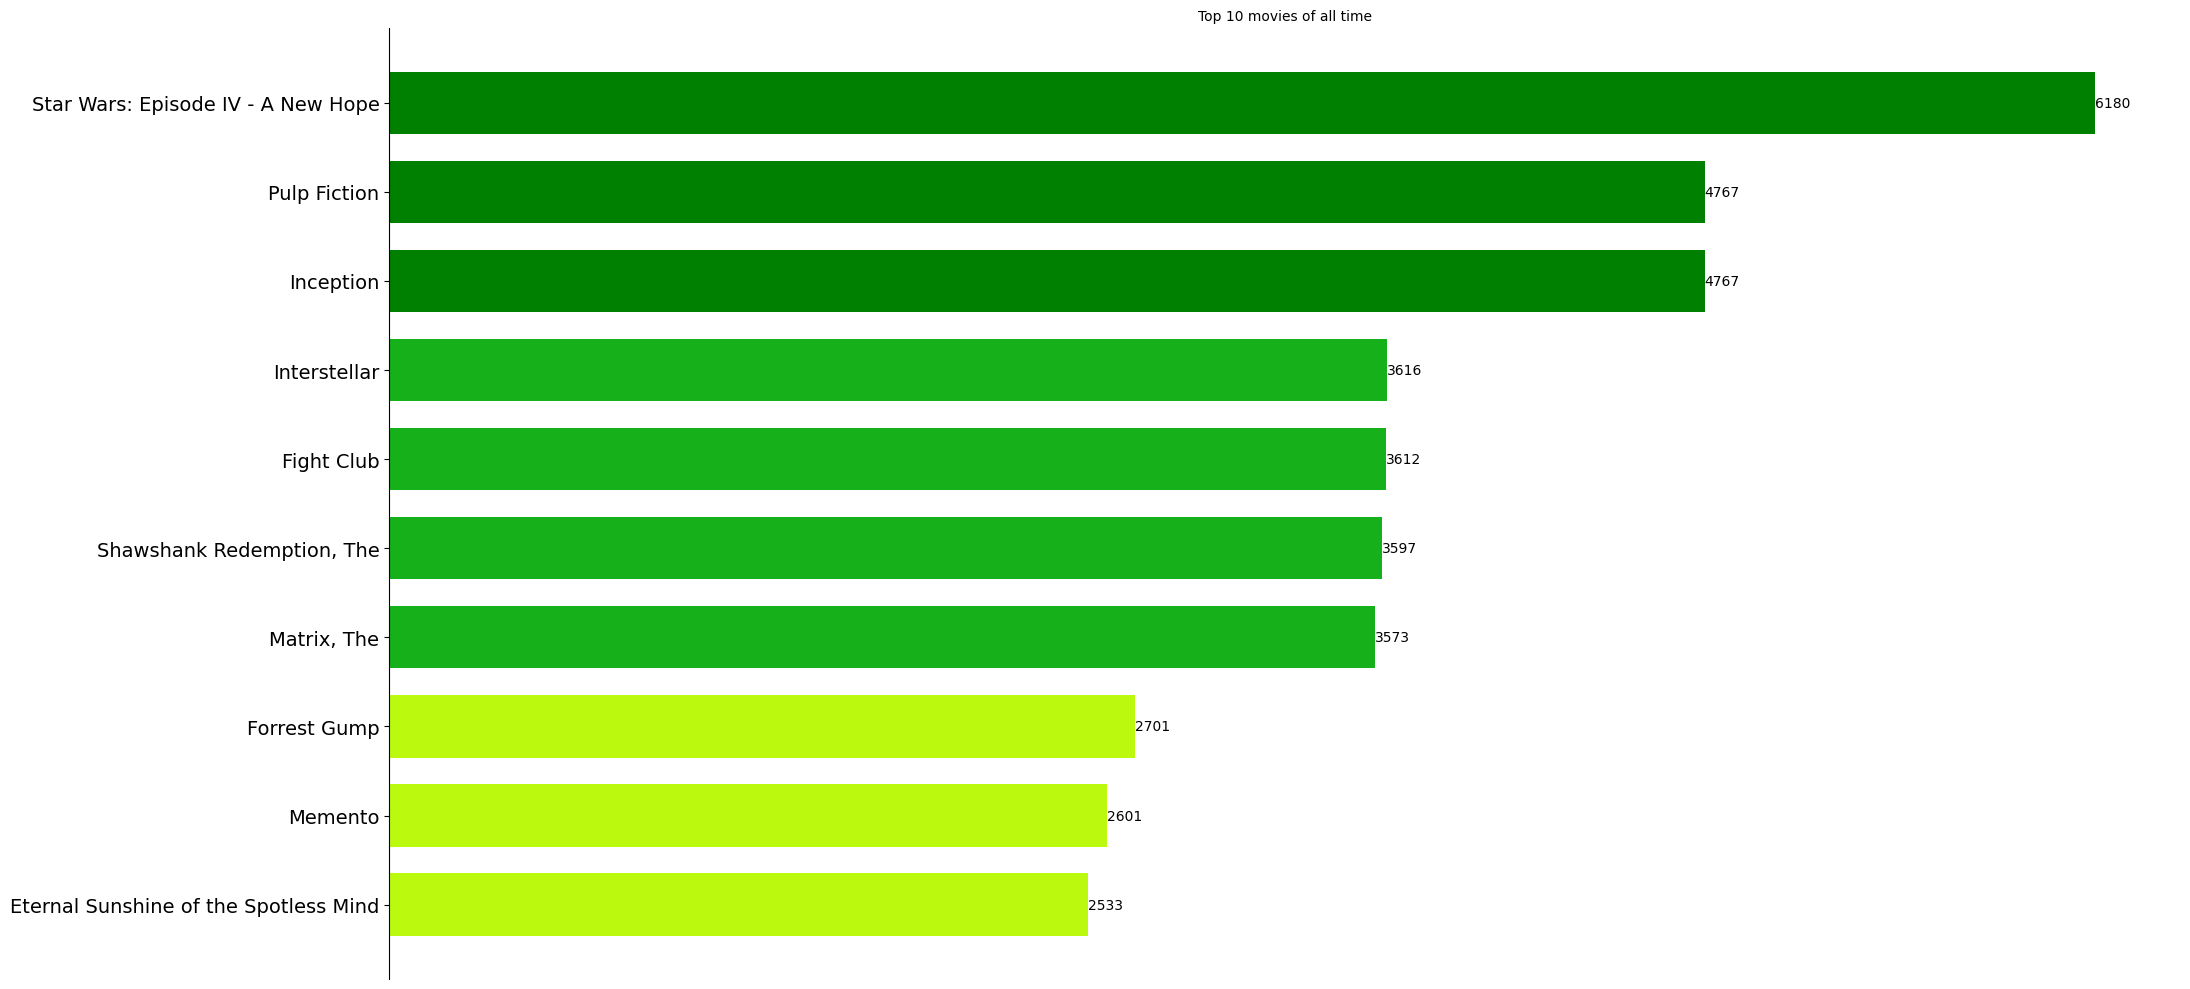 Top 10 movies of all time
Star Wars: Episode IV - A New Hope 6180
Pulp Fiction 4767
Inception 4767
Interstellar 3616
Fight Club 3612
Shawshank Redemption, The 3597
Matrix, The 3573
Forrest Gump 2701
Memento 2601
Eternal Sunshine of the Spotless Mind 2533